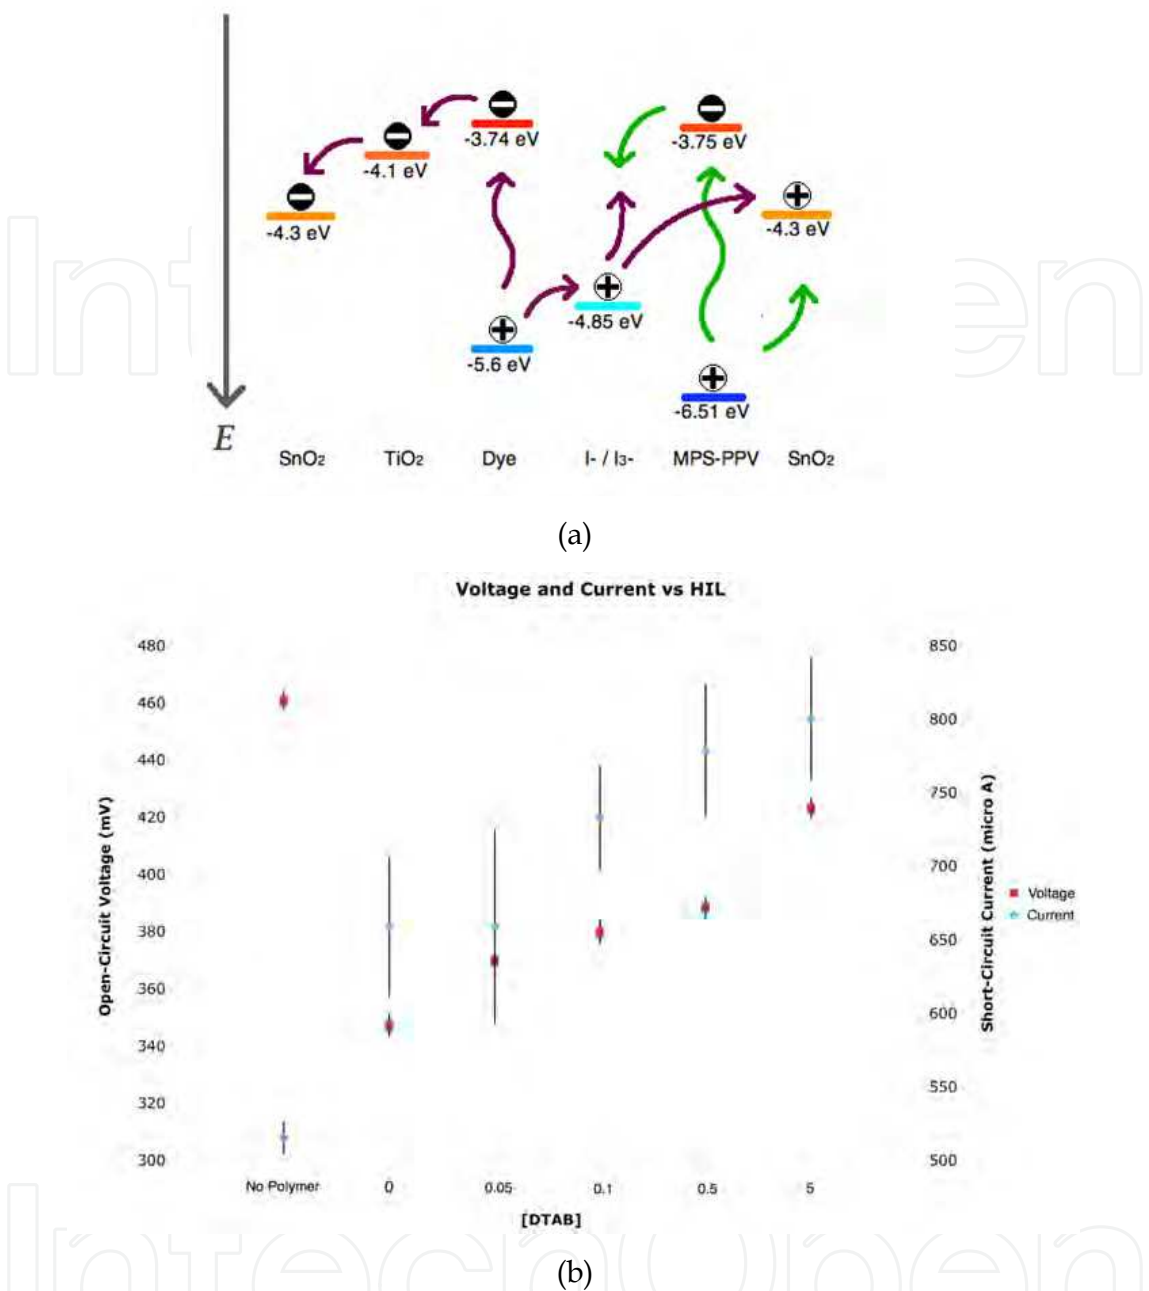 -3.74 eV
-3.75 eV
-4.1 eV
-4.3 eV
-4.3 eV
-4.85 eV
-5.6 eV
-6.51 eV
E
SnO₂ TiO₂ Dye I- / I₃- MPS-PPV SnO₂
(a)
Voltage and Current vs HIL
480 850
460 800
440 750
420 700
400 650
380 600
360 550
340 500
320
300
Open-Circuit Voltage (mV)
Short-Circuit Current (micro A)
Voltage
Current
No Polymer 0 0.05 0.1 0.5 5
[DTAB]
(b)
InTechOpen
InTechOpen